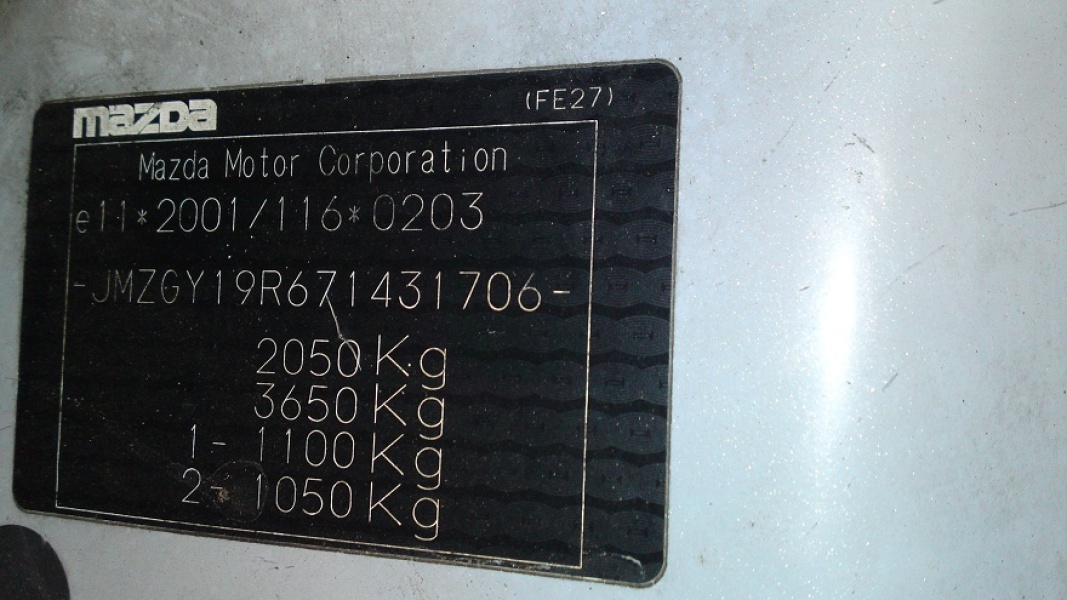 mazda (FE27)
Mazda Motor Corporation
e11*2001/116*0203
-JMZGY19R671431706-
2050 Kg
3650 Kg
1- 1100 Kg
2- 1050 Kg